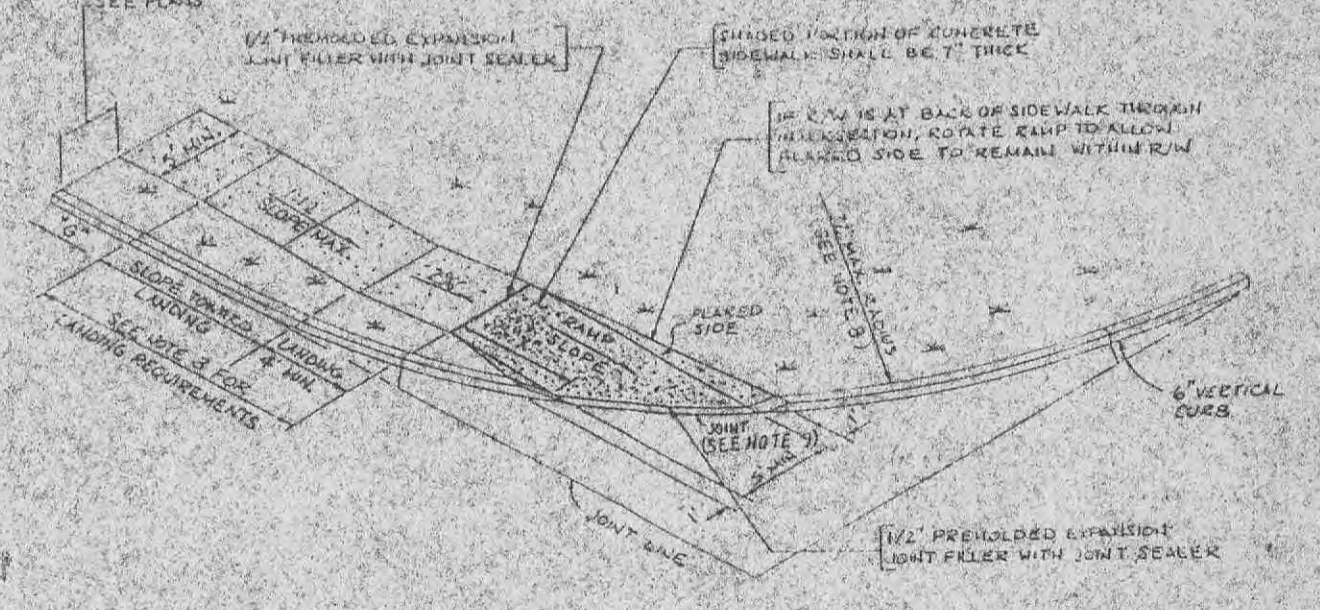 SEE PLANS
1/2" PREMOLDED EXPANSION
JOINT FILLER WITH JOINT SEALER
SHADED PORTION OF CONCRETE
SIDEWALK SHALL BE 7" THICK
IF R/W IS AT BACK OF SIDEWALK THROUGH
INTERSECTION, ROTATE RAMP TO ALLOW
FLARED SIDE TO REMAIN WITHIN R/W
5' MIN.
1:12
SLOPE MAX.
2%
RAMP
SLOPE
FLARED
SIDE
MAX RADIUS
(SEE NOTE 8)
"G"
SLOPE TOWARD
LANDING
LANDING
4' MIN.
SEE NOTE 3 FOR
LANDING REQUIREMENTS
JOINT
(SEE NOTE 9)
MIN
6" VERTICAL
CURB
JOINT LINE
1/2" PREMOLDED EXPANSION
JOINT FILLER WITH JOINT SEALER